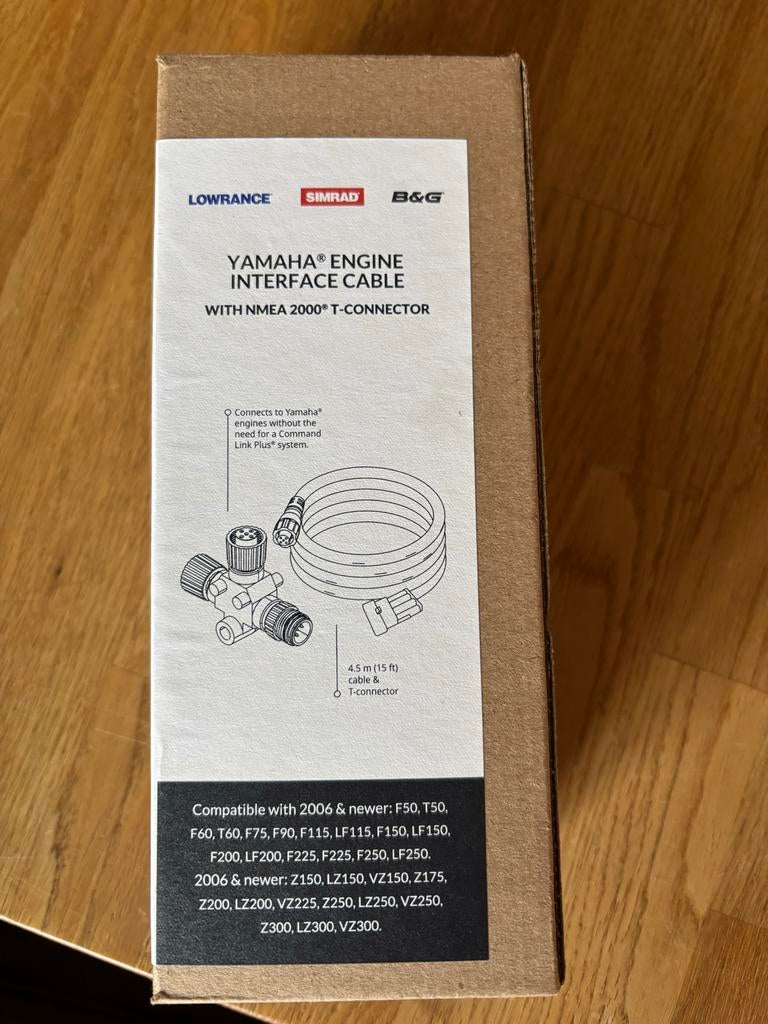 LOWRANCE SIMRAD B&G
YAMAHA® ENGINE
INTERFACE CABLE
WITH NMEA 2000® T-CONNECTOR
Connects to Yamaha®
engines without the
need for a Command
Link Plus® system.
4.5 m (15 ft)
cable &
T-connector
Compatible with 2006 & newer: F50, T50,
F60, T60, F75, F90, F115, LF115, F150, LF150,
F200, LF200, F225, F225, F250, LF250.
2006 & newer: Z150, LZ150, VZ150, Z175,
Z200, LZ200, VZ225, Z250, LZ250, VZ250,
Z300, LZ300, VZ300.